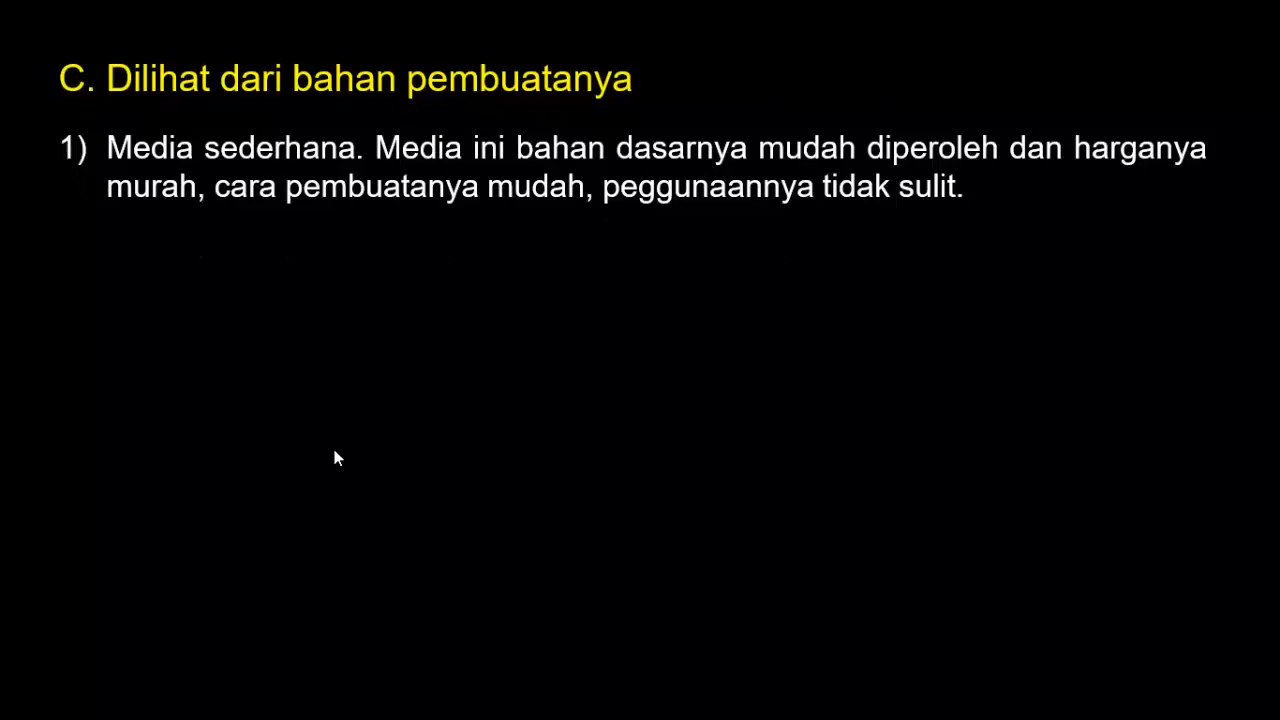 C. Dilihat dari bahan pembuatanya
1) Media sederhana. Media ini bahan dasarnya mudah diperoleh dan harganya
murah, cara pembuatanya mudah, peggunaannya tidak sulit.